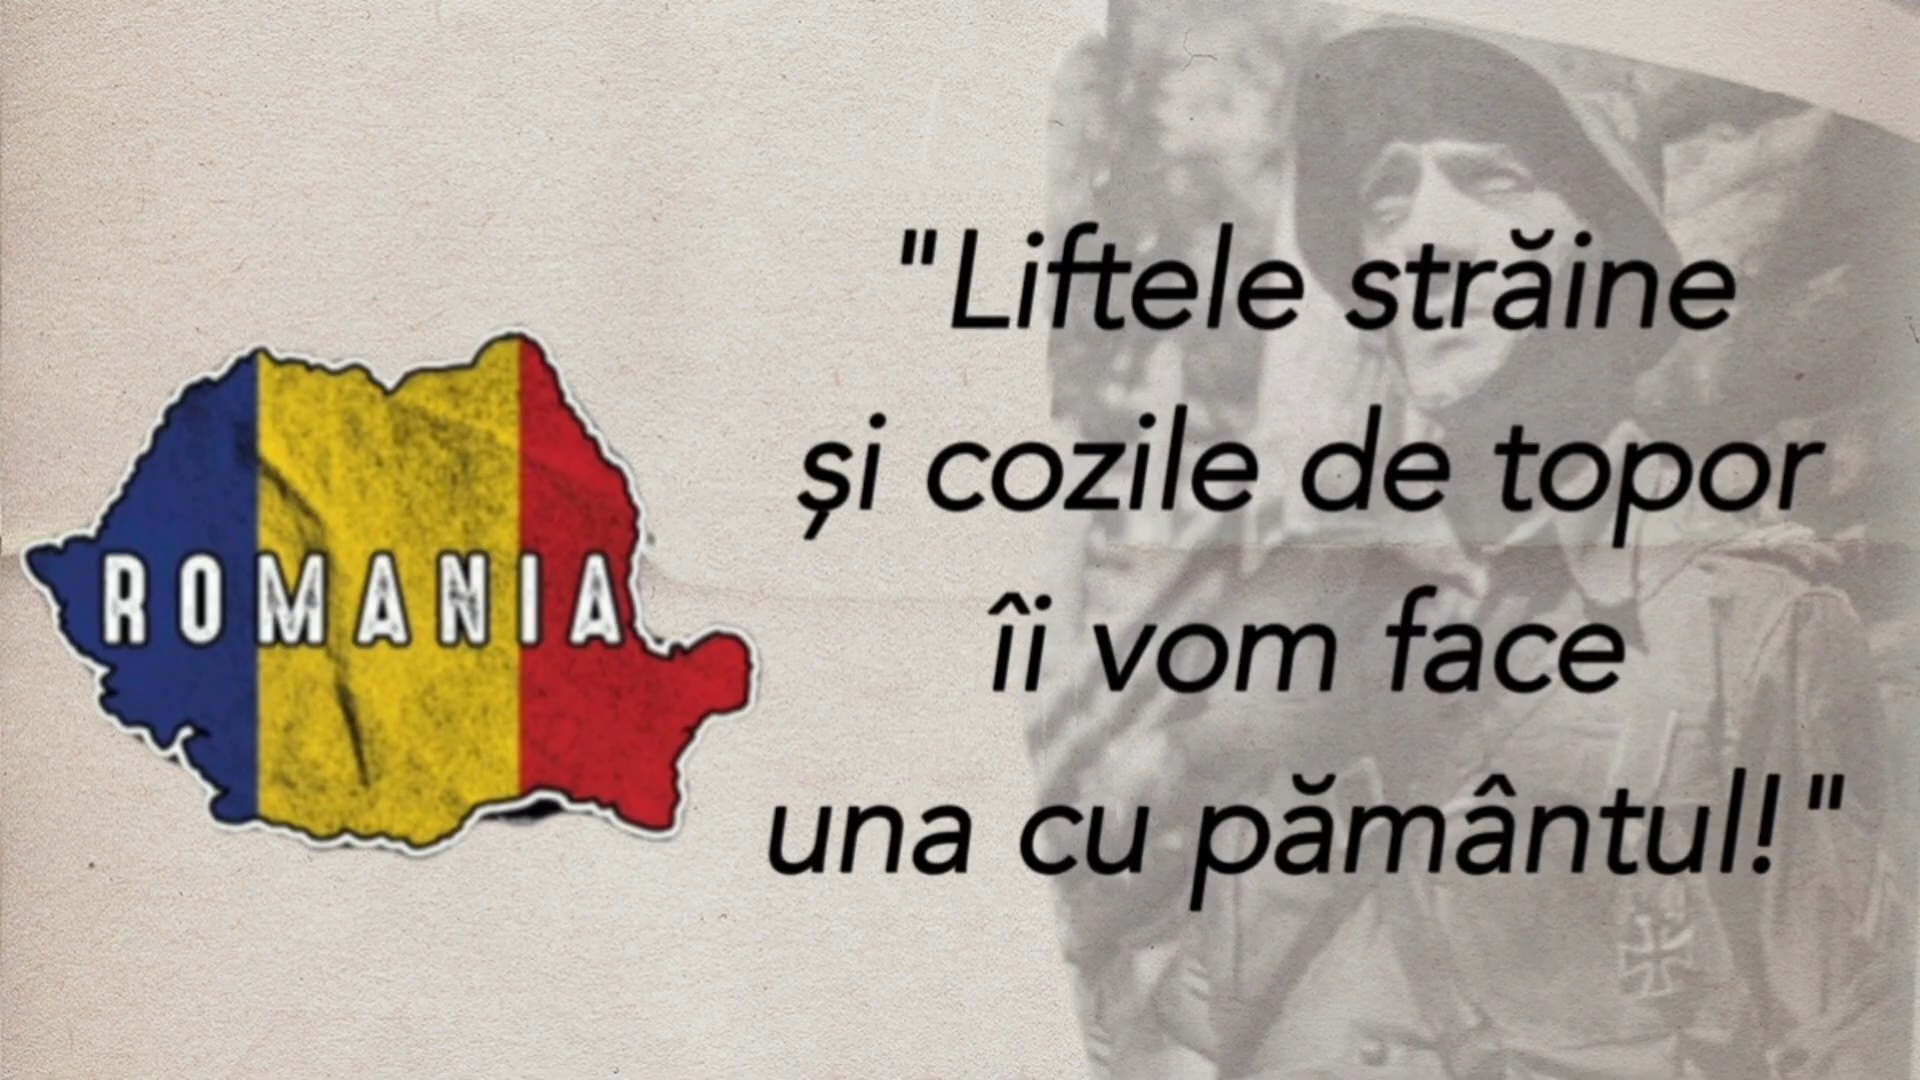 ROMANIA
"Liftele străine
și cozile de topor
îi vom face
una cu pământul!"